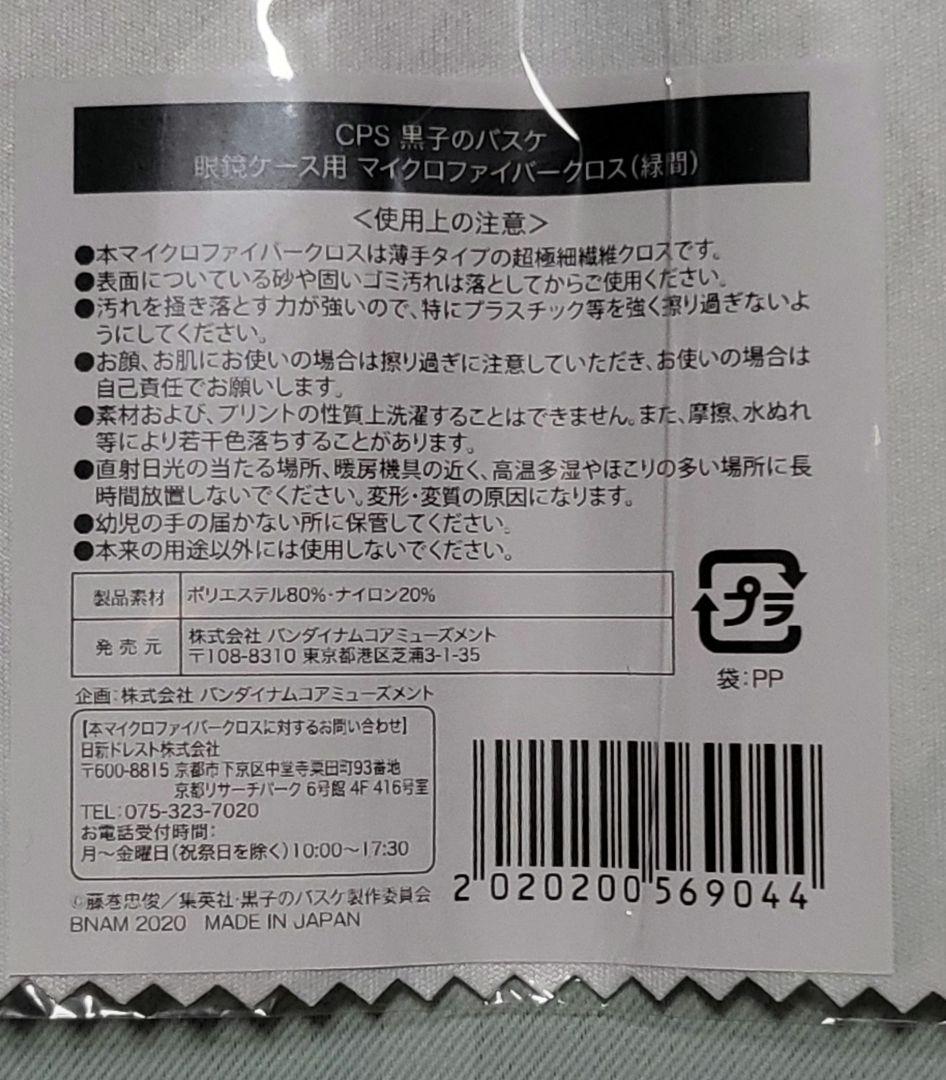 CPS 黒子のバスケ
眼鏡ケース用 マイクロファイバークロス(緑間)
＜使用上の注意＞
●本マイクロファイバークロスは薄手タイプの超極細繊維クロスです。
●表面についている砂や固いゴミ汚れは落としてからご使用ください。
●汚れを掻き落とす力が強いので、特にプラスチック等を強く擦り過ぎないよ
うにしてください。
●お顔、お肌にお使いの場合は擦り過ぎに注意していただき、お使いの場合は
自己責任でお願いします。
●素材および、プリントの性質上洗濯することはできません。また、摩擦、水ぬれ
等により若干色落ちすることがあります。
●直射日光の当たる場所、暖房機具の近く、高温多湿やほこりの多い場所に長
時間放置しないでください。変形・変質の原因になります。
●幼児の手の届かない所に保管してください。
●本来の用途以外には使用しないでください。
製品素材 ポリエステル80%・ナイロン20%
発売元 株式会社 バンダイナムコアミューズメント
〒108-8310 東京都港区芝浦3-1-35
プラ
袋：PP
企画：株式会社 バンダイナムコアミューズメント
【本マイクロファイバークロスに対するお問い合わせ】
日新ドレスト株式会社
〒600-8815 京都市下京区中堂寺粟田町93番地
京都リサーチパーク 6号館 4F 416号室
TEL：075-323-7020
お電話受付時間：
月〜金曜日(祝祭日を除く)10:00〜17:30
©藤巻忠俊／集英社・黒子のバスケ製作委員会
BNAM 2020 MADE IN JAPAN
2 020200 569044